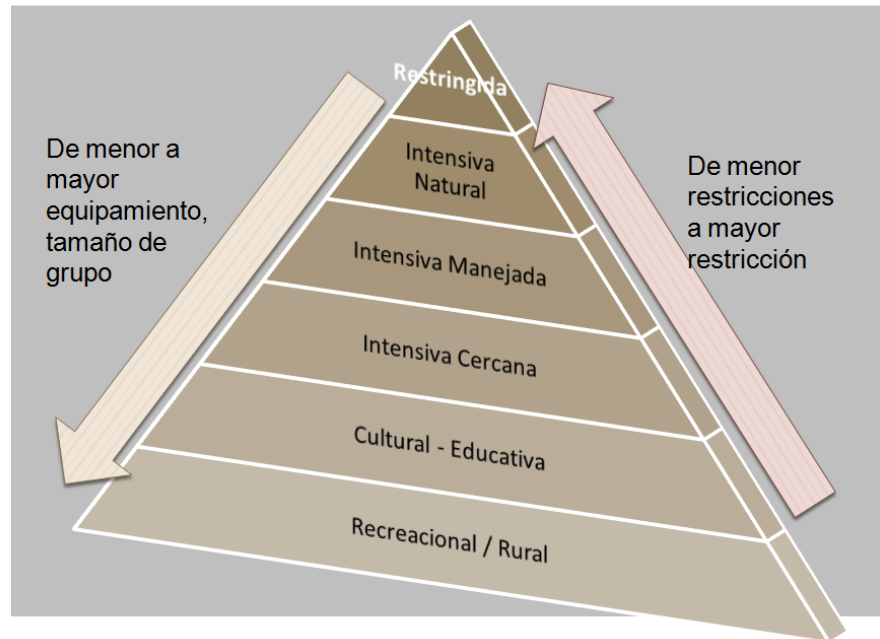 Restringida
Intensiva
Natural
Intensiva Manejada
Intensiva Cercana
Cultural - Educativa
Recreacional / Rural
De menor a
mayor
equipamiento,
tamaño de
grupo
De menor
restricciones
a mayor
restricción